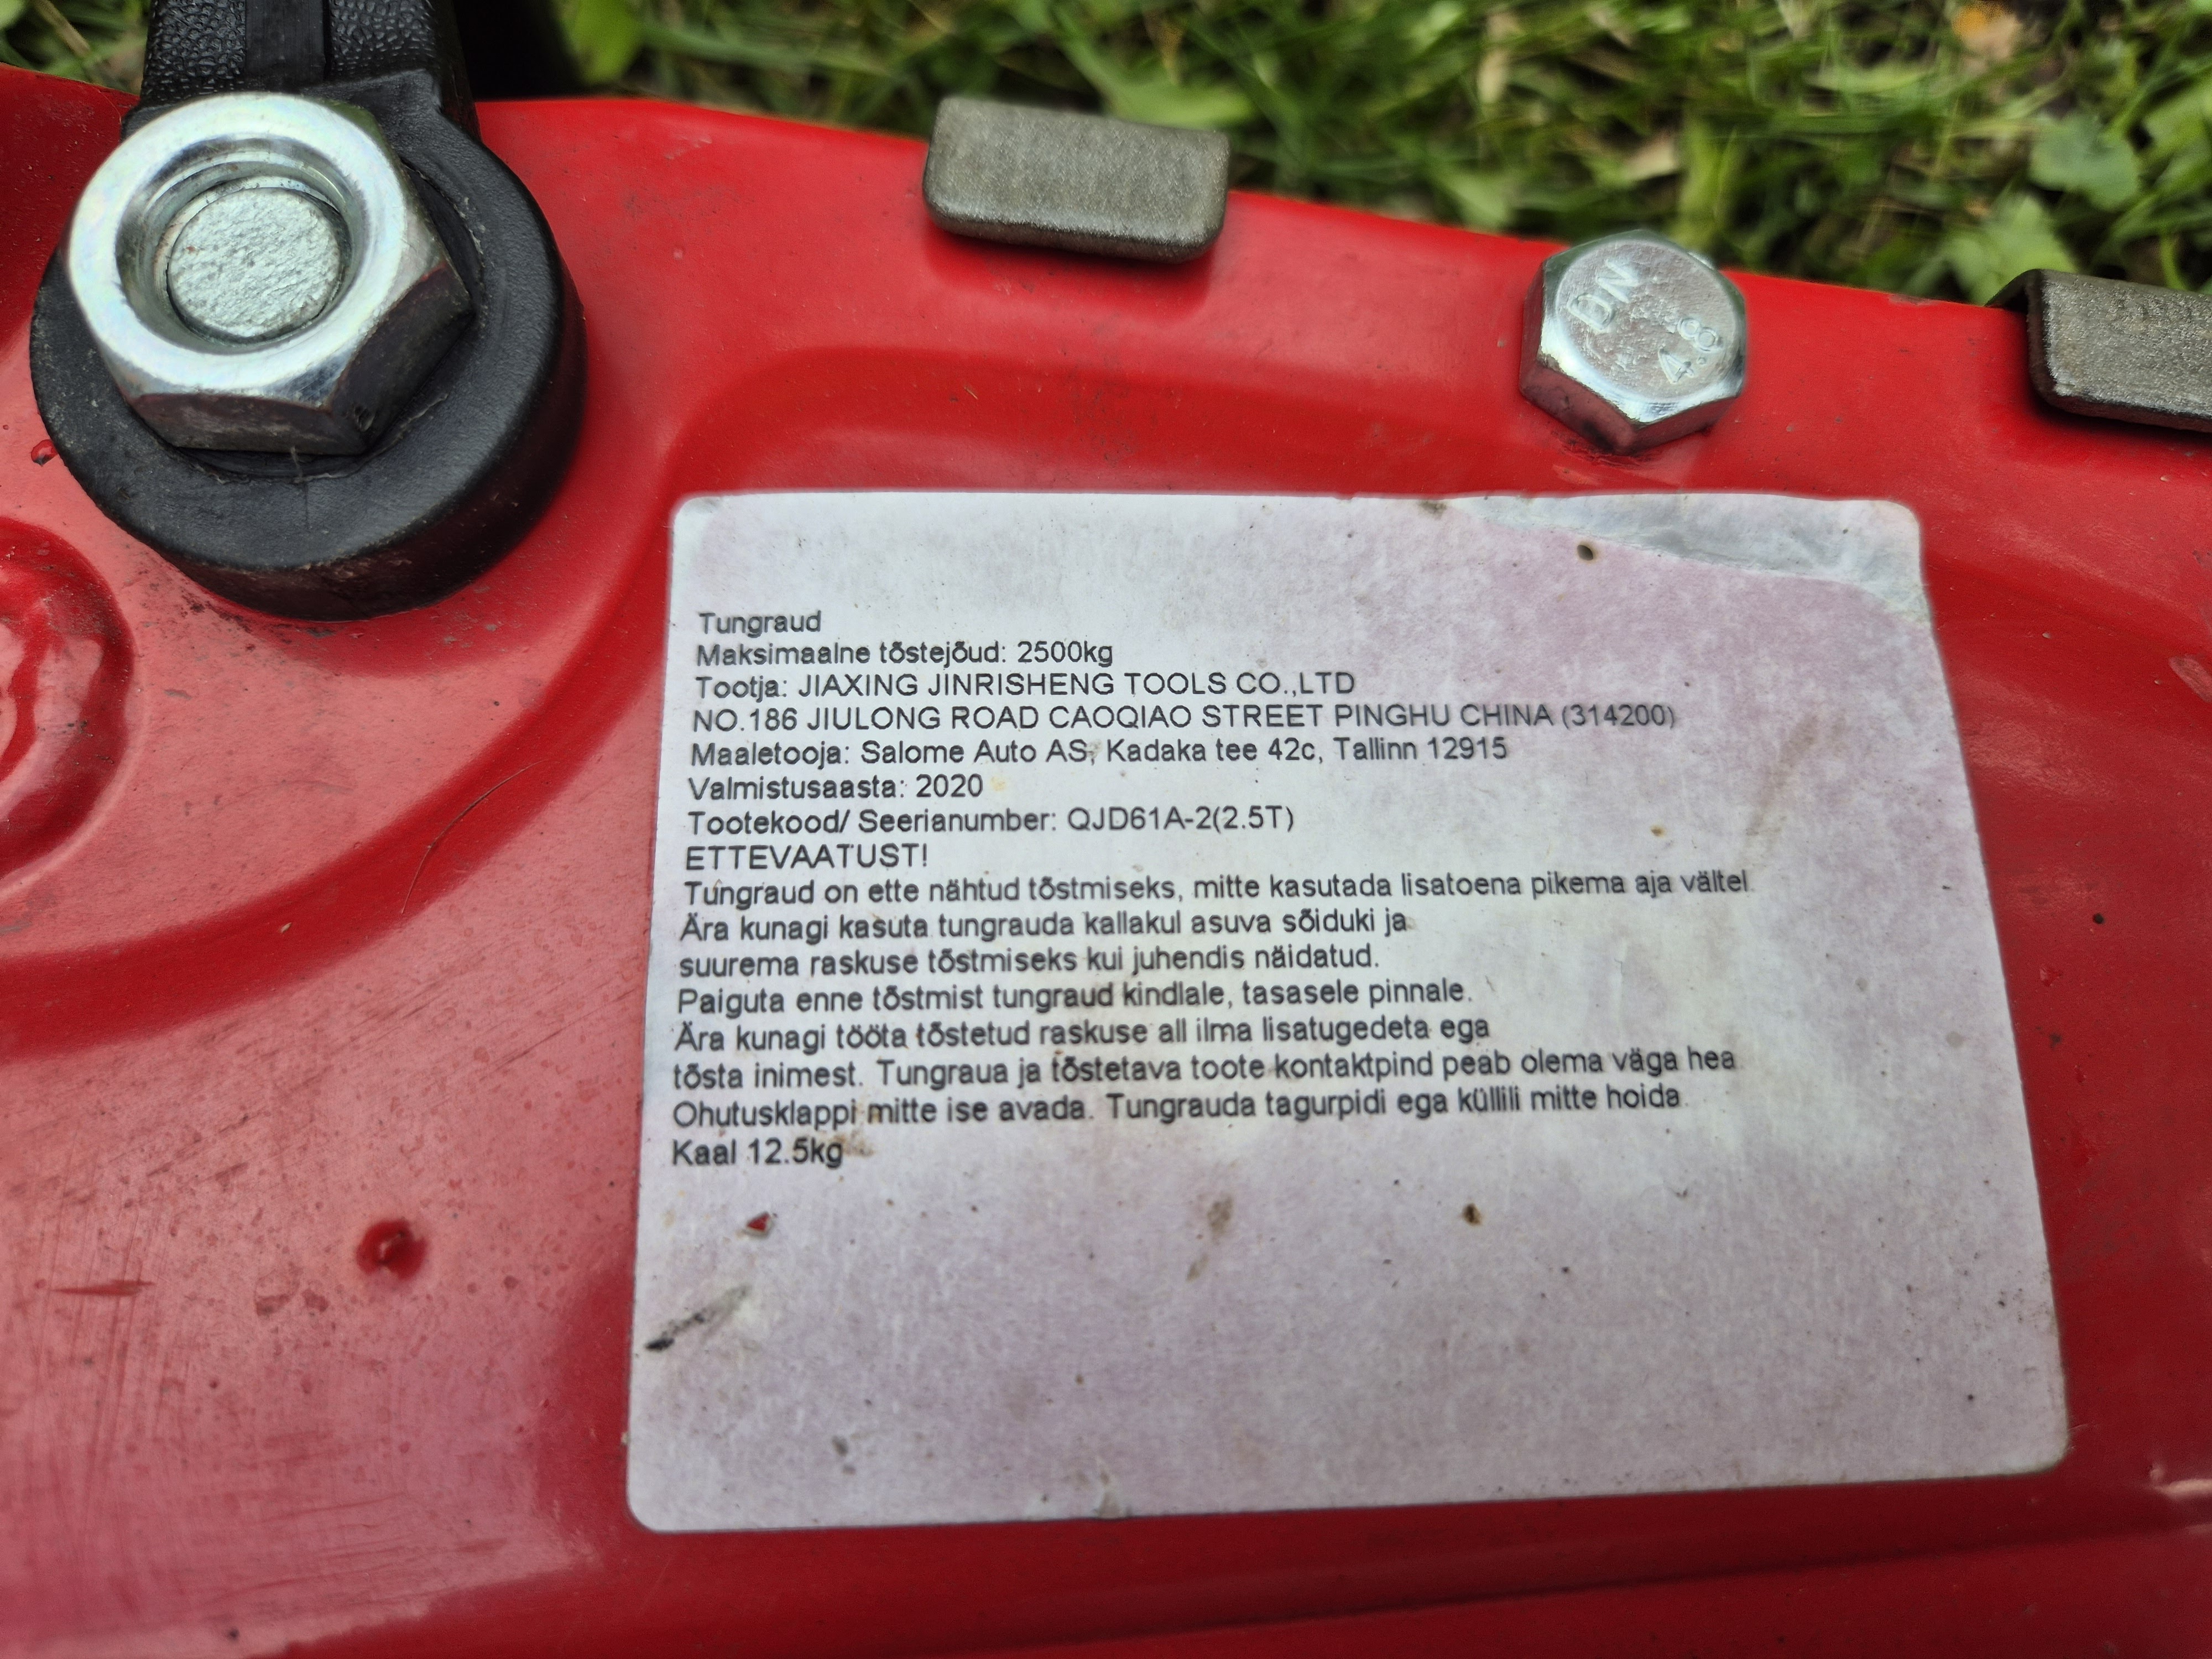 DN
4.8
Tungraud
Maksimaalne tõstejõud: 2500kg
Tootja: JIAXING JINRISHENG TOOLS CO.,LTD
NO.186 JIULONG ROAD CAOQIAO STREET PINGHU CHINA (314200)
Maaletooja: Salome Auto AS, Kadaka tee 42c, Tallinn 12915
Valmistusaasta: 2020
Tootekood/ Seerianumber: QJD61A-2(2.5T)
ETTEVAATUST!
Tungraud on ette nähtud tõstmiseks, mitte kasutada lisatoena pikema aja vältel.
Ära kunagi kasuta tungrauda kallakul asuva sõiduki ja
suurema raskuse tõstmiseks kui juhendis näidatud.
Paiguta enne tõstmist tungraud kindlale, tasasele pinnale.
Ära kunagi tööta tõstetud raskuse all ilma lisatugedeta ega
tõsta inimest. Tungraua ja tõstetava toote kontaktpind peab olema väga hea.
Ohutusklappi mitte ise avada. Tungrauda tagurpidi ega küllili mitte hoida.
Kaal 12.5kg